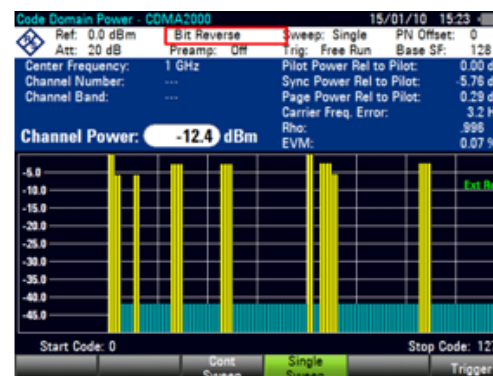 Code Domain Power - CDMA2000 15/01/10 15:23
Ref: 0.0 dBm Bit Reverse Sweep: Single PN Offset: 0
Att: 20 dB Preamp: Off Trig: Free Run Base SF: 128
Center Frequency: 1 GHz Pilot Power Rel to Pilot: 0.00 d
Channel Number: --- Sync Power Rel to Pilot: -5.76 d
Channel Band: --- Page Power Rel to Pilot: 0.29 d
Carrier Freq. Error: 3.2 H
Channel Power: -12.4 dBm Rho: .996
EVM: 0.07 %
-5.0
Ext Re
-10.0
-15.0
-20.0
-25.0
-30.0
-35.0
-40.0
-45.0
Start Code: 0 Stop Code: 127
Cont Single
Sweep Sweep Trigger